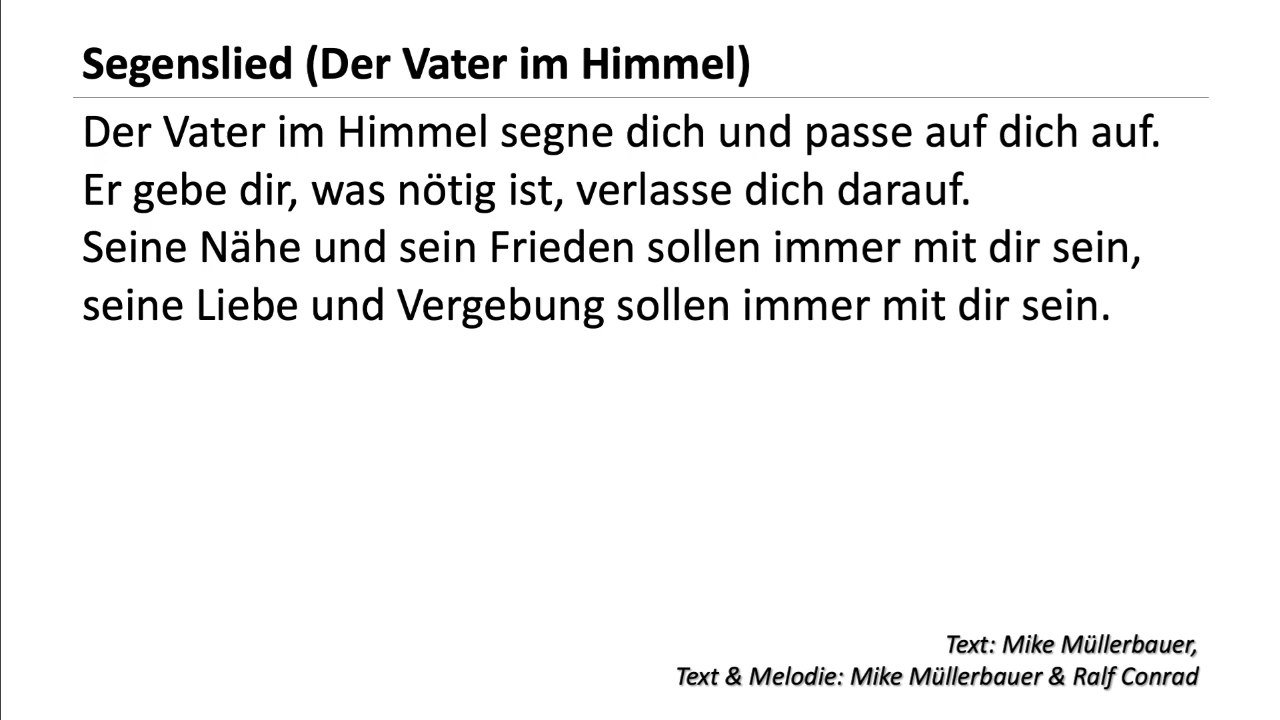 Segenslied (Der Vater im Himmel)
Der Vater im Himmel segne dich und passe auf dich auf.
Er gebe dir, was nötig ist, verlasse dich darauf.
Seine Nähe und sein Frieden sollen immer mit dir sein,
seine Liebe und Vergebung sollen immer mit dir sein.
Text: Mike Müllerbauer,
Text & Melodie: Mike Müllerbauer & Ralf Conrad